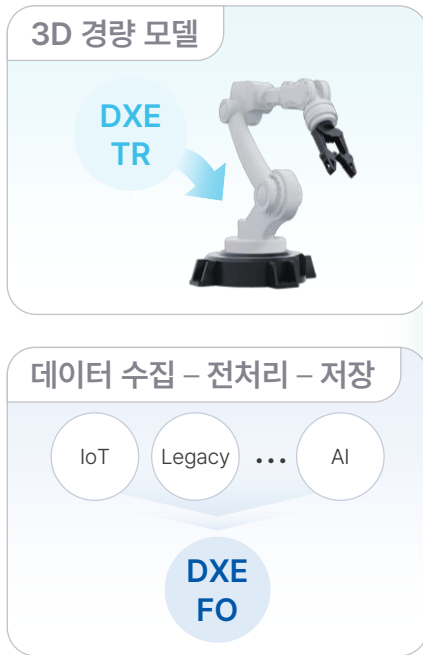 3D 경량 모델
DXE
TR
데이터 수집 – 전처리 – 저장
IoT
Legacy
...
AI
DXE
FO